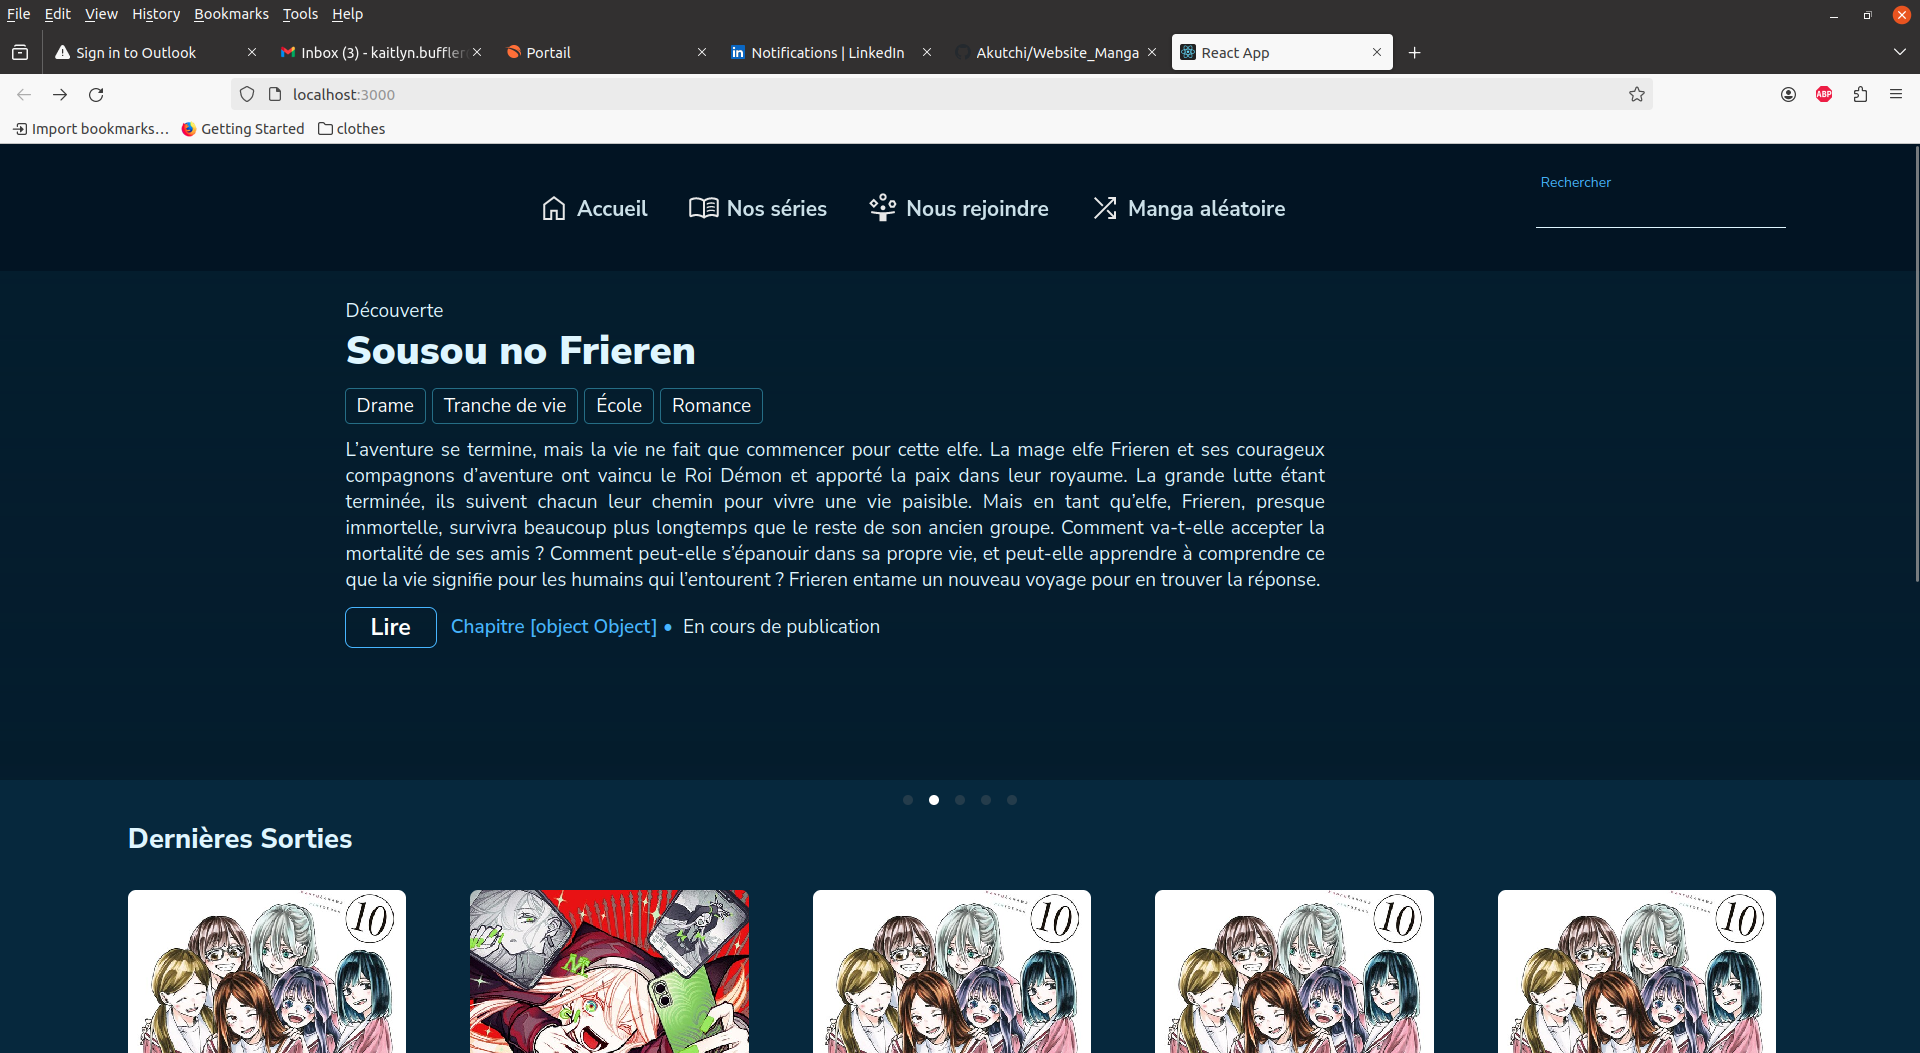 File Edit View History Bookmarks Tools Help
Sign in to Outlook
Inbox (3) - kaitlyn.buffler
Portail
Notifications | LinkedIn
Akutchi/Website_Manga
React App
localhost:3000
ABP
Import bookmarks...
Getting Started
clothes
Accueil
Nos séries
Nous rejoindre
Manga aléatoire
Rechercher
Découverte
Sousou no Frieren
Drame
Tranche de vie
École
Romance
L’aventure se termine, mais la vie ne fait que commencer pour cette elfe. La mage elfe Frieren et ses courageux
compagnons d’aventure ont vaincu le Roi Démon et apporté la paix dans leur royaume. La grande lutte étant
terminée, ils suivent chacun leur chemin pour vivre une vie paisible. Mais en tant qu’elfe, Frieren, presque
immortelle, survivra beaucoup plus longtemps que le reste de son ancien groupe. Comment va-t-elle accepter la
mortalité de ses amis ? Comment peut-elle s’épanouir dans sa propre vie, et peut-elle apprendre à comprendre ce
que la vie signifie pour les humains qui l’entourent ? Frieren entame un nouveau voyage pour en trouver la réponse.
Lire
Chapitre [object Object] • En cours de publication
Dernières Sorties
10
10
10
10